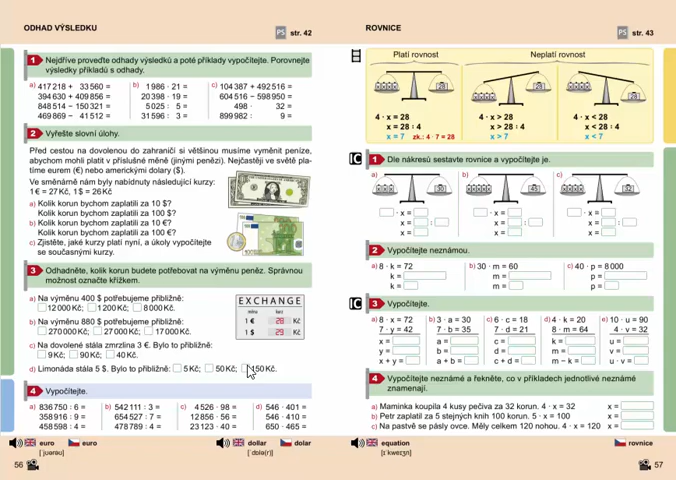 ODHAD VÝSLEDKU
PS str. 42
1 Nejdříve proveďte odhady výsledků a poté příklady vypočítejte. Porovnejte
výsledky příkladů s odhady.
a) 417 218 + 33 560 =
394 630 + 409 856 =
848 514 – 150 321 =
469 869 – 41 512 =
b) 1 986 · 21 =
20 398 · 19 =
5 025 : 5 =
31 596 : 3 =
c) 104 387 + 492 516 =
604 516 – 598 950 =
498 · 32 =
899 982 : 9 =
2 Vyřešte slovní úlohy.
Před cestou na dovolenou do zahraničí si většinou musíme vyměnit peníze,
abychom mohli platit v příslušné měně (jinými penězi). Nejčastěji ve světě pla-
tíme eurem (€) nebo americkými dolary ($).
Ve směnárně nám byly nabídnuty následující kurzy:
1 € = 27 Kč, 1 $ = 26 Kč
a) Kolik korun bychom zaplatili za 10 $?
Kolik korun bychom zaplatili za 100 $?
b) Kolik korun bychom zaplatili za 10 €?
Kolik korun bychom zaplatili za 100 €?
c) Zjistěte, jaké kurzy platí nyní, a úkoly vypočítejte
se současnými kurzy.
3 Odhadněte, kolik korun budete potřebovat na výměnu peněz. Správnou
možnost označte křížkem.
a) Na výměnu 400 $ potřebujeme přibližně:
12 000 Kč 1 200 Kč 8 000 Kč.
b) Na výměnu 880 $ potřebujeme přibližně:
270 000 Kč 27 000 Kč 17 000 Kč.
c) Na dovolené stála zmrzlina 3 €. Bylo to přibližně:
9 Kč 90 Kč 40 Kč.
d) Limonáda stála 5 $. Bylo to přibližně: 5 Kč 50 Kč 150 Kč.
EXCHANGE
měna kurz
1 € 28 Kč
1 $ 29 Kč
4 Vypočítejte.
a) 836 750 : 6 =
358 916 : 9 =
458 598 : 4 =
b) 542 111 : 3 =
654 527 : 7 =
478 789 : 4 =
c) 4 526 · 98 =
12 856 · 56 =
23 123 · 40 =
d) 546 · 401 =
546 · 410 =
650 · 465 =
euro euro
dollar dolar
56
ROVNICE
PS str. 43
Platí rovnost
Neplatí rovnost
28
28
28
4 · x = 28
x = 28 : 4
x = 7 zk.: 4 · 7 = 28
4 · x > 28
x > 28 : 4
x > 7
4 · x < 28
x < 28 : 4
x < 7
1 Dle nákresů sestavte rovnice a vypočítejte je.
a)
· x =
x = :
x =
b)
· x =
x = :
x =
c)
· x =
x = :
x =
2 Vypočítejte neznámou.
a) 8 · k = 72
k =
k =
b) 30 · m = 60
m =
m =
c) 40 · p = 8 000
p =
p =
3 Vypočítejte.
a) 8 · x = 72
7 · y = 42
x =
y =
x + y =
b) 3 · a = 30
7 · b = 35
a =
b =
a + b =
c) 6 · c = 18
7 · d = 21
c =
d =
c + d =
d) 4 · k = 20
8 · m = 64
k =
m =
m – k =
e) 10 · u = 90
4 · v = 32
u =
v =
u · v =
4 Vypočítejte neznámé a řekněte, co v příkladech jednotlivé neznámé
znamenají.
a) Maminka koupila 4 kusy pečiva za 32 korun. 4 · x = 32 x =
b) Petr zaplatil za 5 stejných knih 100 korun. 5 · x = 100 x =
c) Na pastvě se pásly ovce. Měly celkem 120 nohou. 4 · x = 120 x =
equation
rovnice
57